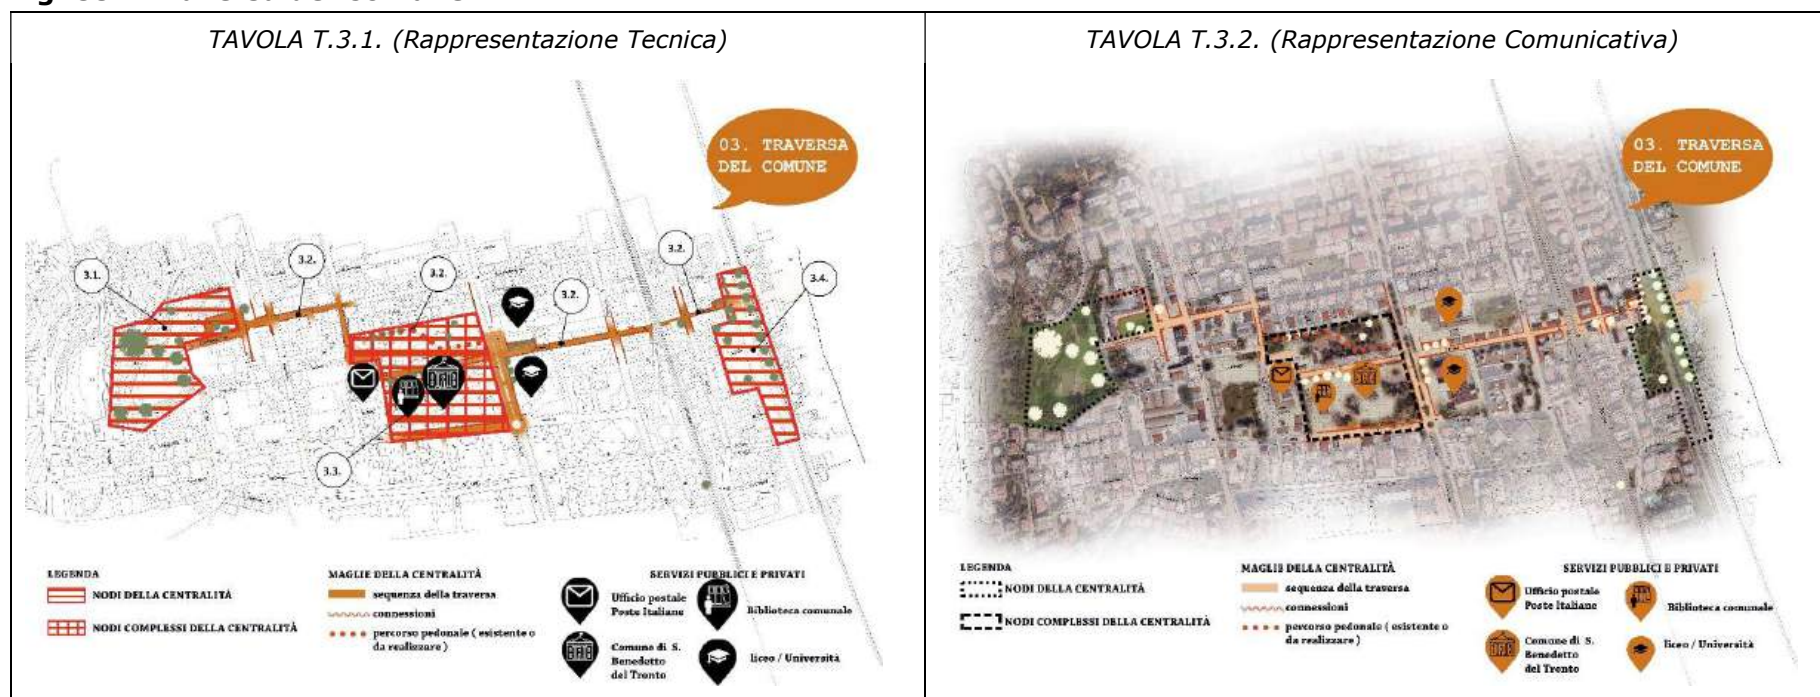 TAVOLA T.3.1. (Rappresentazione Tecnica)
03. TRAVERSA
DEL COMUNE
3.1.
3.2.
3.2.
3.2.
3.2.
3.4.
3.3.
LEGENDA
NODI DELLA CENTRALITÀ
NODI COMPLESSI DELLA CENTRALITÀ
MAGLIE DELLA CENTRALITÀ
sequenza della traversa
connessioni
percorso pedonale ( esistente o
da realizzare )
SERVIZI PUBBLICI E PRIVATI
Ufficio postale
Poste Italiane
Biblioteca comunale
Comune di S.
Benedetto
del Tronto
liceo / Università
TAVOLA T.3.2. (Rappresentazione Comunicativa)
03. TRAVERSA
DEL COMUNE
LEGENDA
NODI DELLA CENTRALITÀ
NODI COMPLESSI DELLA CENTRALITÀ
MAGLIE DELLA CENTRALITÀ
sequenza della traversa
connessioni
percorso pedonale ( esistente o
da realizzare )
SERVIZI PUBBLICI E PRIVATI
Ufficio postale
Poste Italiane
Biblioteca comunale
Comune di S.
Benedetto
del Tronto
liceo / Università